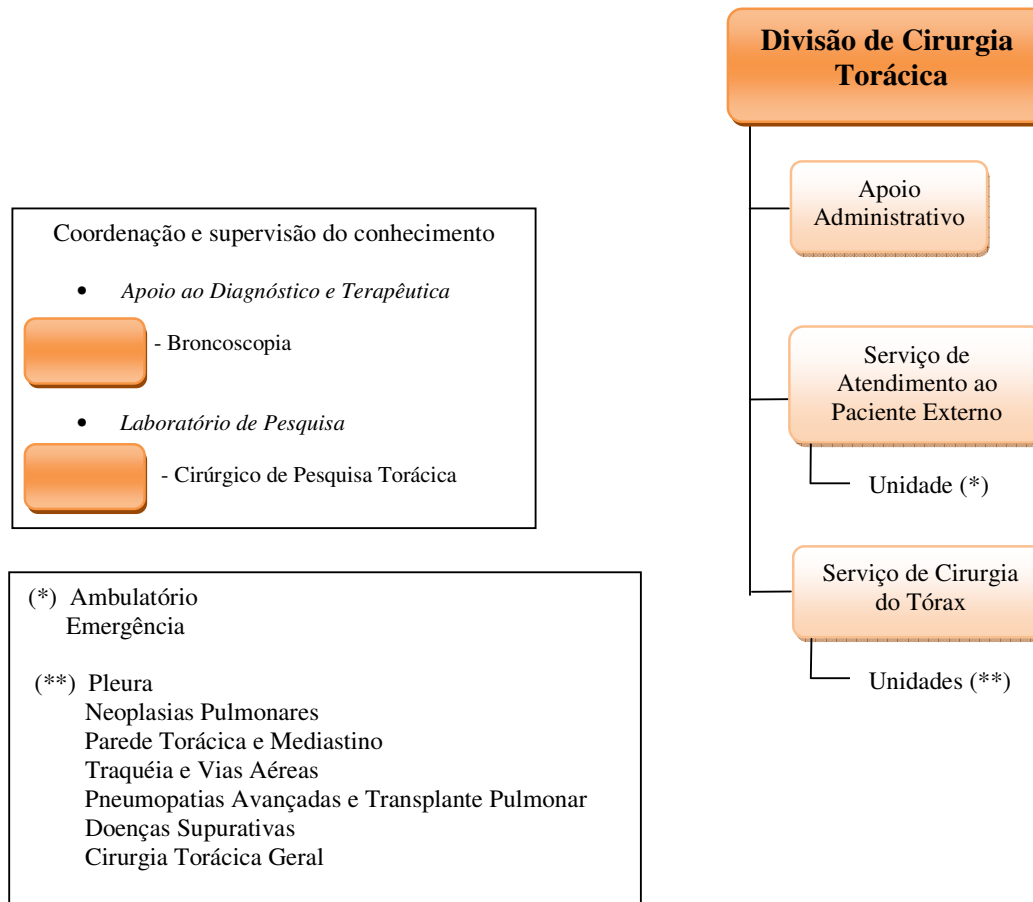 Divisão de Cirurgia
Torácica
Apoio
Administrativo
Serviço de
Atendimento ao
Paciente Externo
Unidade (*)
Serviço de Cirurgia
do Tórax
Unidades (**)
Coordenação e supervisão do conhecimento
• Apoio ao Diagnóstico e Terapêutica
- Broncoscopia
• Laboratório de Pesquisa
- Cirúrgico de Pesquisa Torácica
(*) Ambulatório
Emergência
(**) Pleura
Neoplasias Pulmonares
Parede Torácica e Mediastino
Traquéia e Vias Aéreas
Pneumopatias Avançadas e Transplante Pulmonar
Doenças Supurativas
Cirurgia Torácica Geral